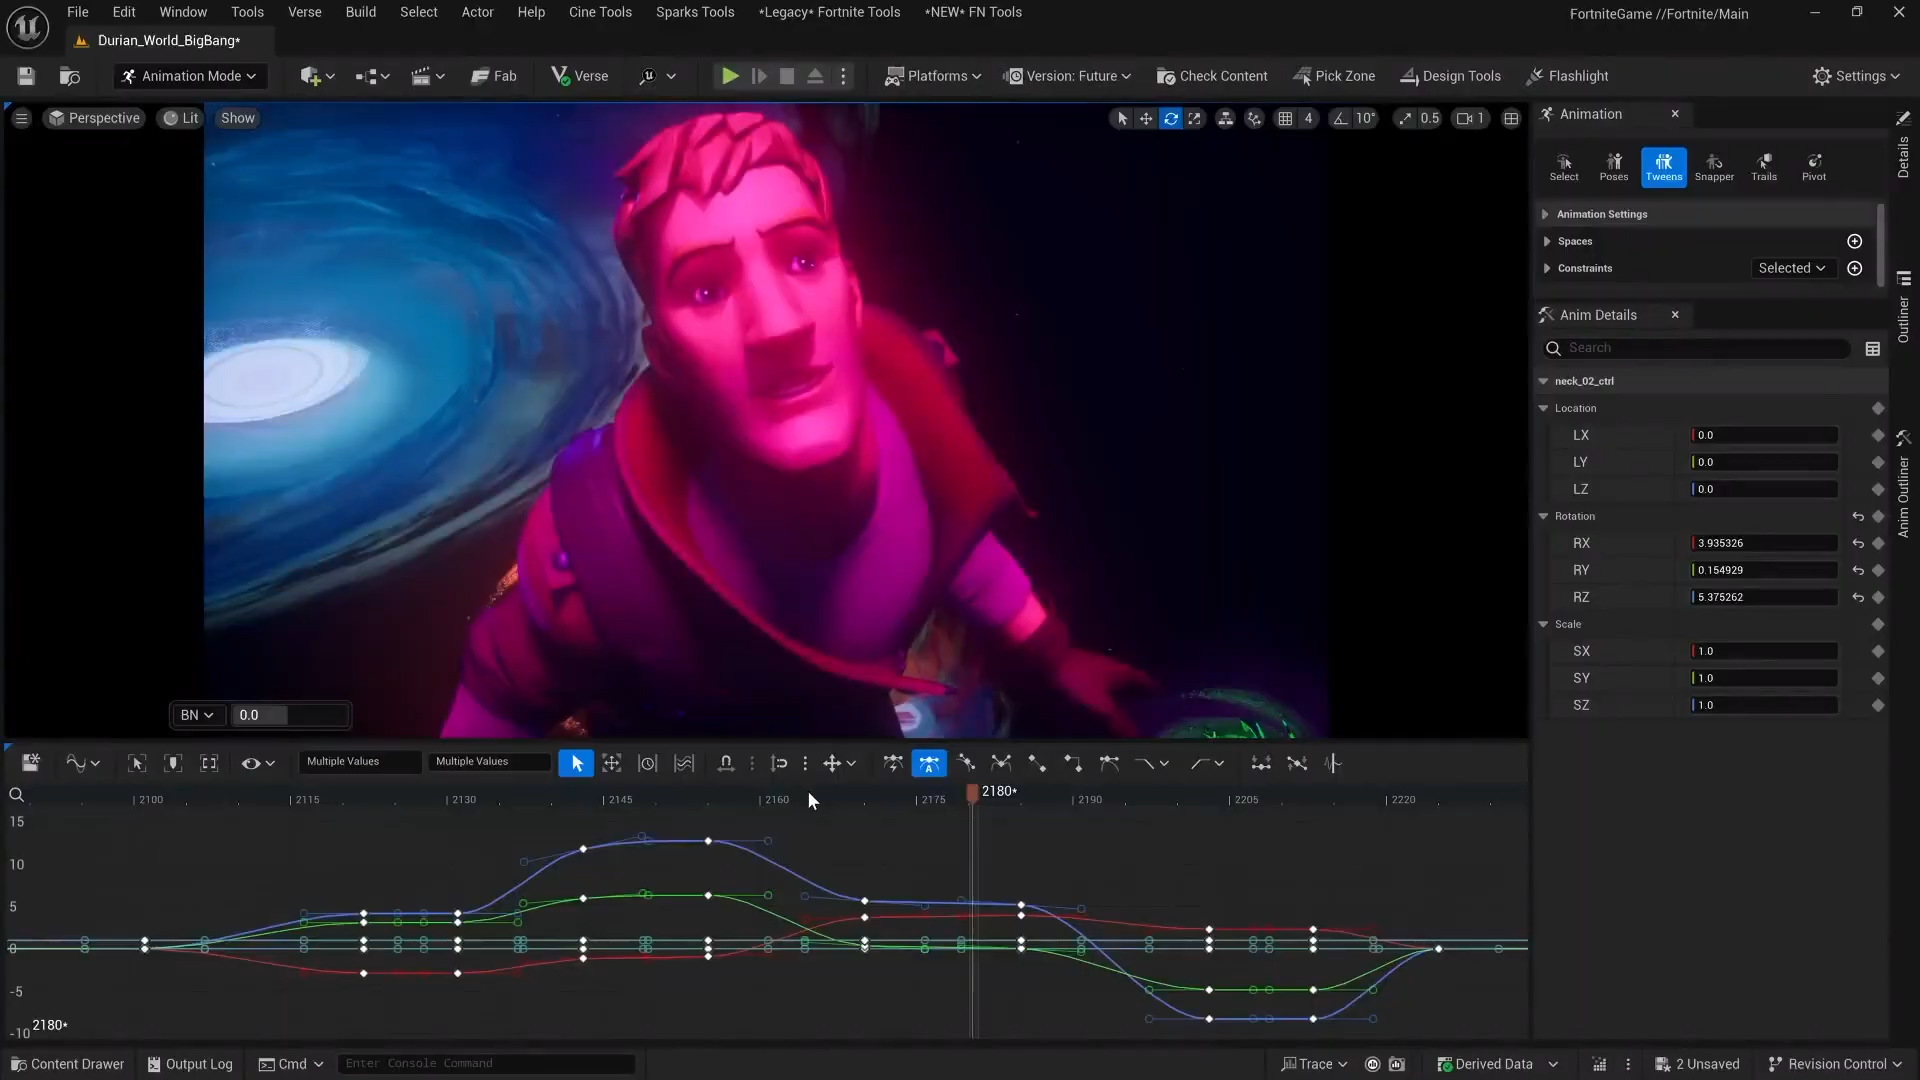 File Edit Window Tools Verse Build Select Actor Help Cine Tools Sparks Tools *Legacy* Fortnite Tools *NEW* FN Tools FortniteGame //Fortnite/Main
Durian_World_BigBang*
Animation Mode Fab Verse Platforms Version: Future Check Content Pick Zone Design Tools Flashlight Settings
Perspective Lit Show 4 10° 0.5 1
Animation
Select Poses Tweens Snapper Trails Pivot
Animation Settings
Spaces
Constraints Selected
Anim Details
Search
neck_02_ctrl
Location
LX 0.0
LY 0.0
LZ 0.0
Rotation
RX 3.935326
RY 0.154929
RZ 5.375262
Scale
SX 1.0
SY 1.0
SZ 1.0
Details
Outliner
Anim Outliner
BN 0.0
Multiple Values Multiple Values
2100 2115 2130 2145 2160 2175 2180* 2190 2205 2220
15
10
5
0
-5
-10 2180*
Content Drawer Output Log Cmd Enter Console Command Trace Derived Data 2 Unsaved Revision Control